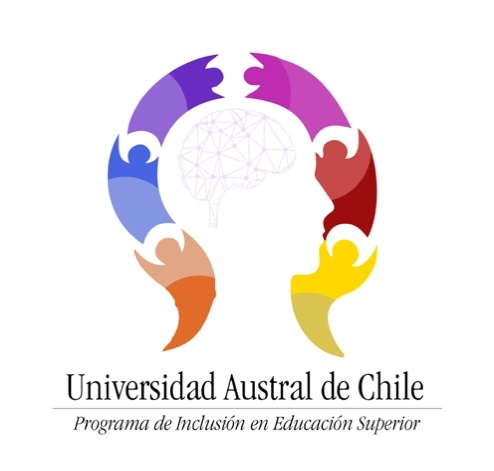 Universidad Austral de Chile
Programa de Inclusión en Educación Superior